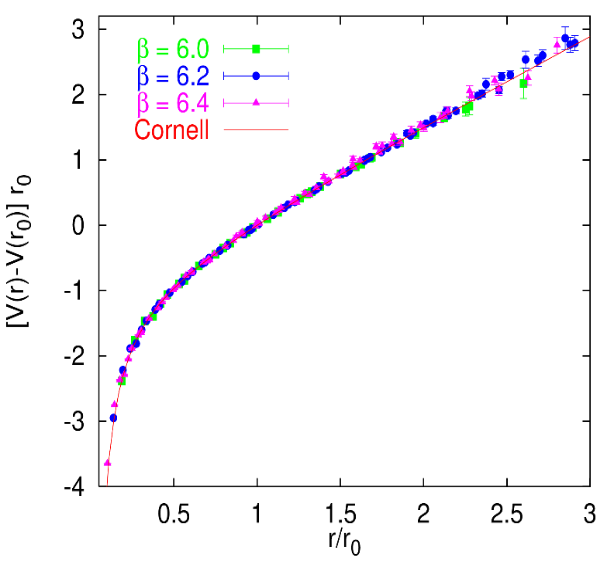 β = 6.0
β = 6.2
β = 6.4
Cornell
[V(r)-V(r₀)] r₀
3
2
1
0
-1
-2
-3
-4
0.5
1
1.5
2
2.5
3
r/r₀